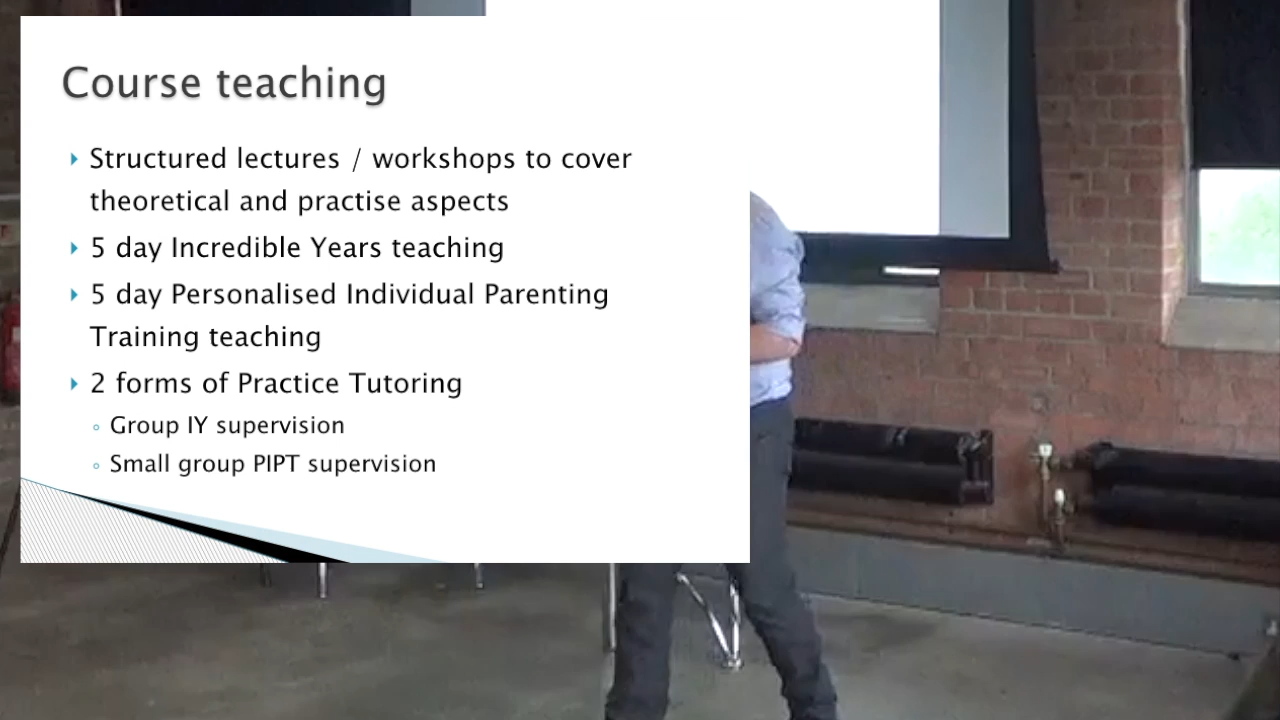 Course teaching
Structured lectures / workshops to cover
theoretical and practise aspects
5 day Incredible Years teaching
5 day Personalised Individual Parenting
Training teaching
2 forms of Practice Tutoring
Group IY supervision
Small group PIPT supervision